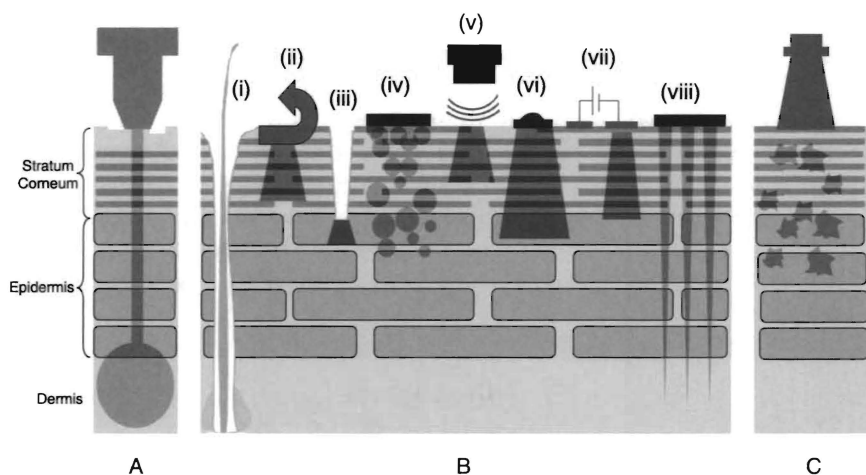 (v)
(ii)
(i)
(iii)
(iv)
(vi)
(vii)
(viii)
Stratum
Corneum
Epidermis
Dermis
A
B
C